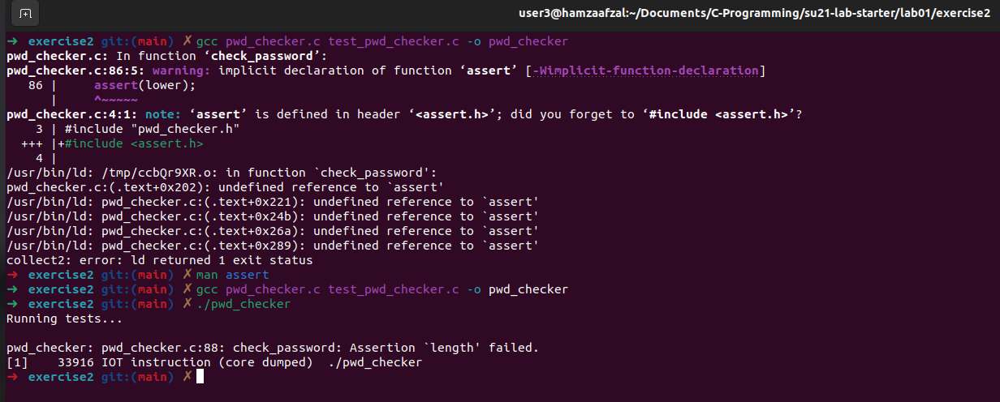 user3@hamzaafzal:~/Documents/C-Programming/su21-lab-starter/lab01/exercise2
➜  exercise2 git:(main) ✗ gcc pwd_checker.c test_pwd_checker.c -o pwd_checker
pwd_checker.c: In function ‘check_password’:
pwd_checker.c:86:5: warning: implicit declaration of function ‘assert’ [-Wimplicit-function-declaration]
   86 |     assert(lower);
      |     ^~~~~~
pwd_checker.c:4:1: note: ‘assert’ is defined in header ‘<assert.h>’; did you forget to ‘#include <assert.h>’?
    3 | #include "pwd_checker.h"
  +++ |+#include <assert.h>
    4 |
/usr/bin/ld: /tmp/ccbQr9XR.o: in function `check_password':
pwd_checker.c:(.text+0x202): undefined reference to `assert'
/usr/bin/ld: pwd_checker.c:(.text+0x221): undefined reference to `assert'
/usr/bin/ld: pwd_checker.c:(.text+0x24b): undefined reference to `assert'
/usr/bin/ld: pwd_checker.c:(.text+0x26a): undefined reference to `assert'
/usr/bin/ld: pwd_checker.c:(.text+0x289): undefined reference to `assert'
collect2: error: ld returned 1 exit status
➜  exercise2 git:(main) ✗ man assert
➜  exercise2 git:(main) ✗ gcc pwd_checker.c test_pwd_checker.c -o pwd_checker
➜  exercise2 git:(main) ✗ ./pwd_checker
Running tests...
pwd_checker: pwd_checker.c:88: check_password: Assertion `length' failed.
[1]    33916 IOT instruction (core dumped)  ./pwd_checker
➜  exercise2 git:(main) ✗